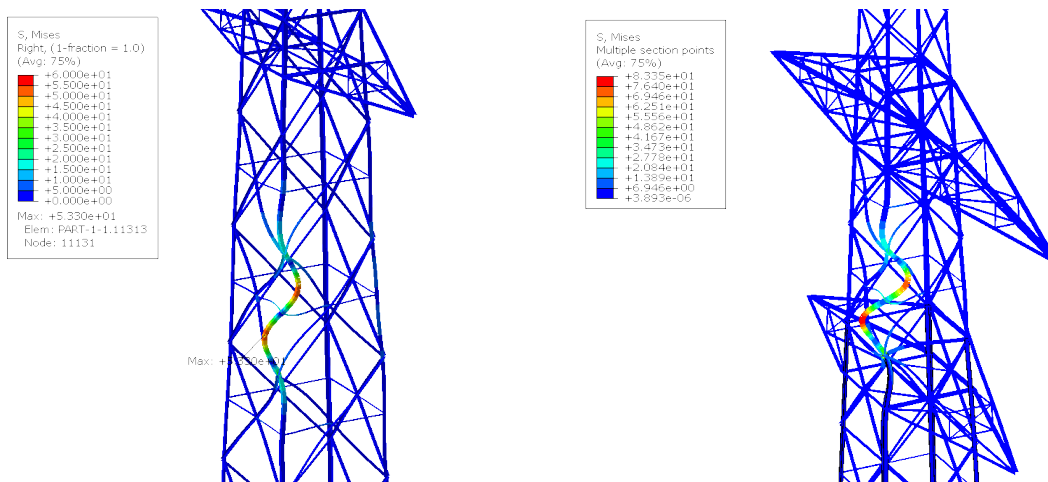 S, Mises
Right, (1-fraction = 1.0)
(Avg: 75%)
+6.000e+01
+5.500e+01
+5.000e+01
+4.500e+01
+4.000e+01
+3.500e+01
+3.000e+01
+2.500e+01
+2.000e+01
+1.500e+01
+1.000e+01
+5.000e+00
+0.000e+00
Max: +5.330e+01
Elem: PART-1-1.11313
Node: 11131
Max: +5.330e+01
S, Mises
Multiple section points
(Avg: 75%)
+8.335e+01
+7.640e+01
+6.946e+01
+6.251e+01
+5.556e+01
+4.862e+01
+4.167e+01
+3.473e+01
+2.778e+01
+2.084e+01
+1.389e+01
+6.946e+00
+3.893e-06